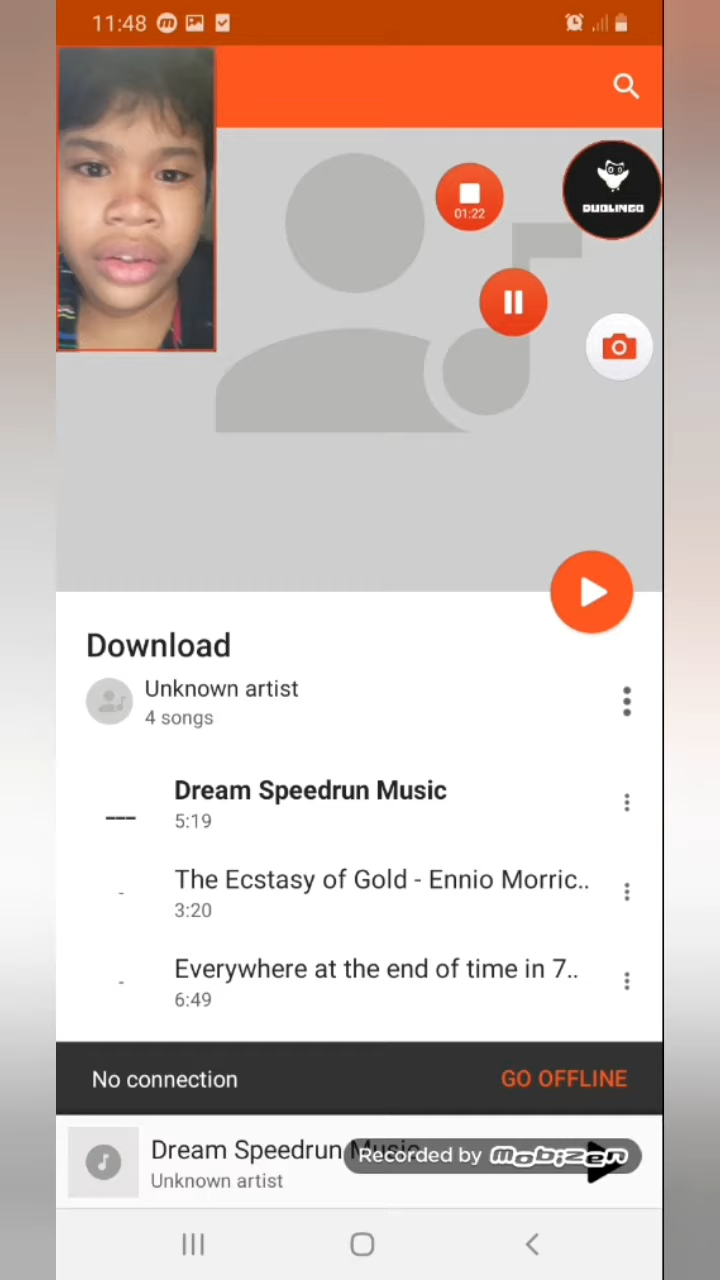 11:48
01:22
DUOLINGO
Download
Unknown artist
4 songs
Dream Speedrun Music
5:19
The Ecstasy of Gold - Ennio Morric..
3:20
Everywhere at the end of time in 7..
6:49
No connection
GO OFFLINE
Dream Speedrun Music
Recorded by mobizen
Unknown artist